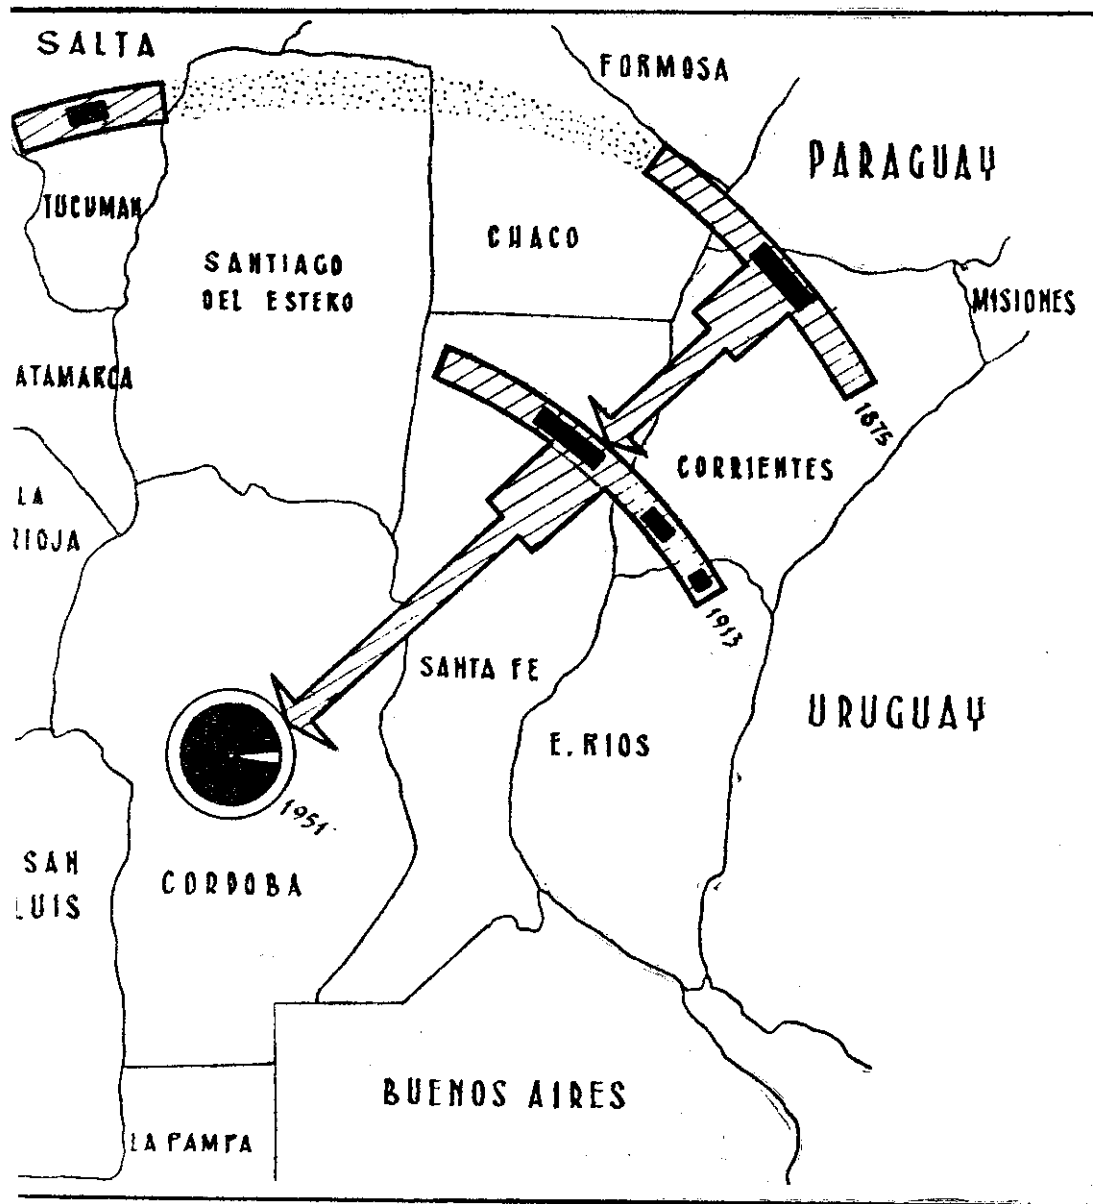 SALTA
FORMOSA
PARAGUAY
TUCUMAN
CHACO
SANTIAGO
DEL ESTERO
MISIONES
ATAMARCA
1875
CORRIENTES
LA
RIOJA
1913
SANTA FE
URUGUAY
E. RIOS
1951
SAN
LUIS
CORDOBA
BUENOS AIRES
LA PAMPA